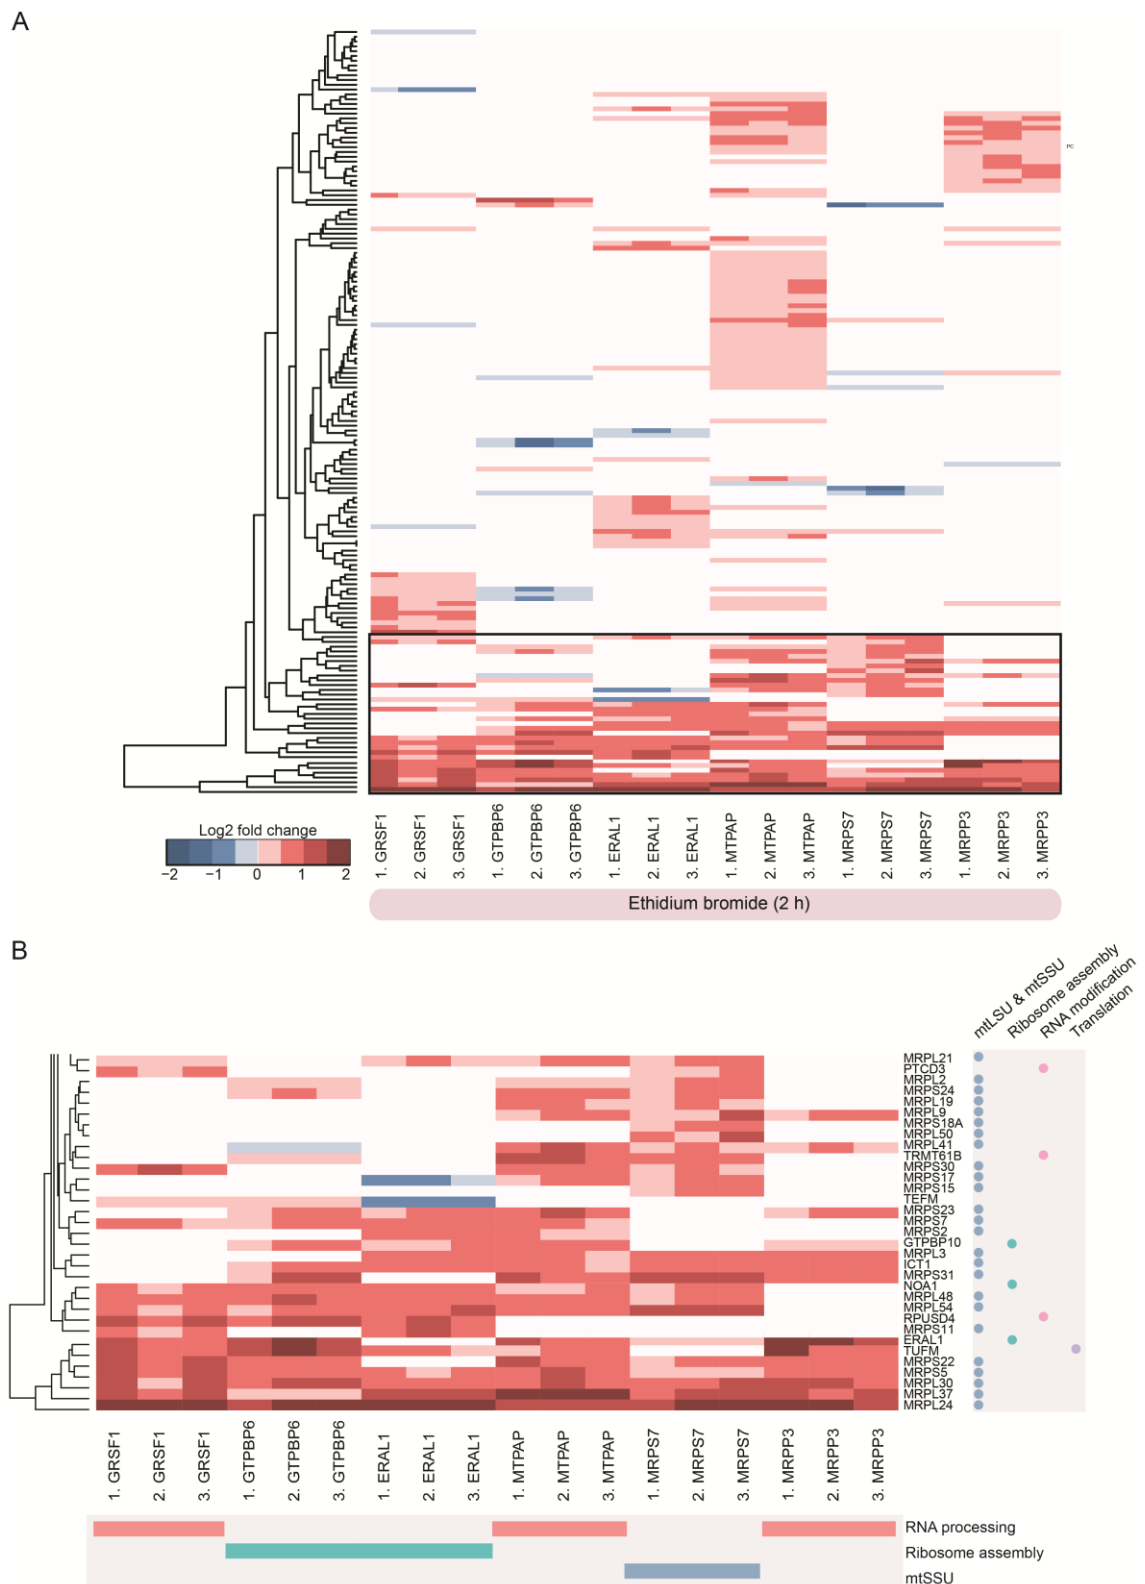 A
PC
Log2 fold change
−2 −1 0 1 2
1. GRSF1
2. GRSF1
3. GRSF1
1. GTPBP6
2. GTPBP6
3. GTPBP6
1. ERAL1
2. ERAL1
3. ERAL1
1. MTPAP
2. MTPAP
3. MTPAP
1. MRPS7
2. MRPS7
3. MRPS7
1. MRPP3
2. MRPP3
3. MRPP3
Ethidium bromide (2 h)
B
mtLSU & mtSSU
Ribosome assembly
RNA modification
Translation
MRPL21
PTCD3
MRPL2
MRPS24
MRPL19
MRPL9
MRPS18A
MRPL50
MRPL41
TRMT61B
MRPS30
MRPS17
MRPS15
TEFM
MRPS23
MRPS7
MRPS2
GTPBP10
MRPL3
ICT1
MRPS31
NOA1
MRPL48
MRPL54
RPUSD4
MRPS11
ERAL1
TUFM
MRPS22
MRPS5
MRPL30
MRPL37
MRPL24
1. GRSF1
2. GRSF1
3. GRSF1
1. GTPBP6
2. GTPBP6
3. GTPBP6
1. ERAL1
2. ERAL1
3. ERAL1
1. MTPAP
2. MTPAP
3. MTPAP
1. MRPS7
2. MRPS7
3. MRPS7
1. MRPP3
2. MRPP3
3. MRPP3
RNA processing
Ribosome assembly
mtSSU